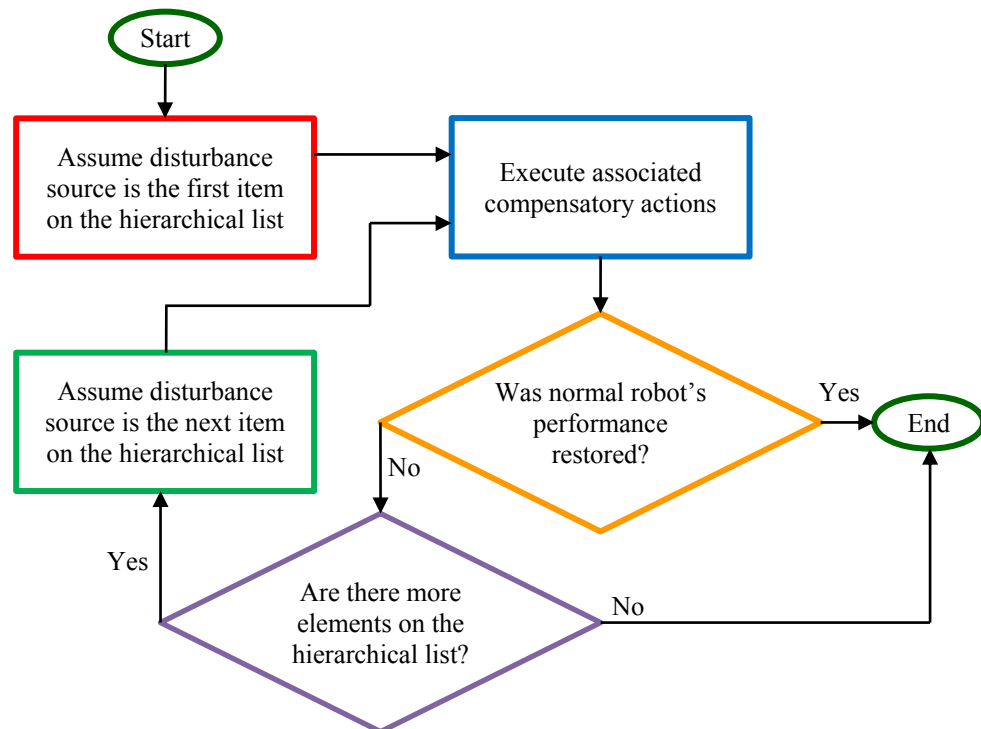 Start
Assume disturbance
source is the first item
on the hierarchical list
Execute associated
compensatory actions
Assume disturbance
source is the next item
on the hierarchical list
Was normal robot's
performance
restored?
Yes
End
No
Yes
Are there more
elements on the
hierarchical list?
No